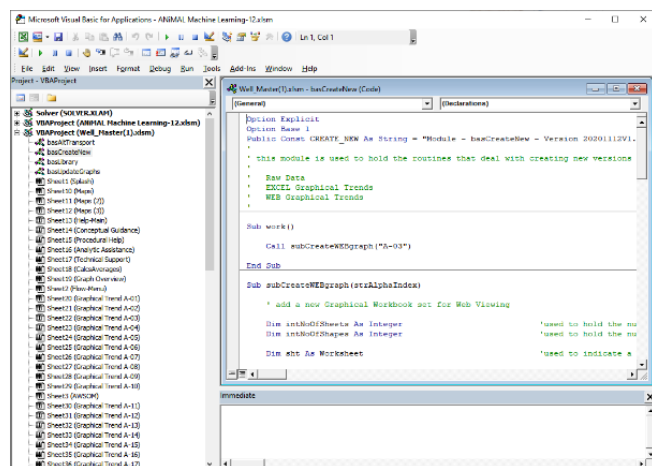 Microsoft Visual Basic for Applications - ANiMAL Machine Learning-12.xlsm
Ln 1, Col 1
File Edit View Insert Format Debug Run Tools Add-Ins Window Help
Project - VBAProject
Solver (SOLVER.XLAM)
VBAProject (ANiMAL Machine Learning-12.xlsm)
VBAProject (Well_Master(1).xlsm)
basAltTransport
basCreateNew
basLibrary
basUpdateGraphs
Sheet1 (Splash)
Sheet10 (Maps)
Sheet11 (Maps (2))
Sheet12 (Maps (3))
Sheet13 (Help-Main)
Sheet14 (Conceptual Guidance)
Sheet15 (Procedural Help)
Sheet16 (Analytic Assistance)
Sheet17 (Technical Support)
Sheet18 (CalcAverages)
Sheet19 (Graph Overview)
Sheet2 (Flow-Menu)
Sheet20 (Graphical Trend A-01)
Sheet21 (Graphical Trend A-02)
Sheet22 (Graphical Trend A-03)
Sheet23 (Graphical Trend A-04)
Sheet24 (Graphical Trend A-05)
Sheet25 (Graphical Trend A-06)
Sheet26 (Graphical Trend A-07)
Sheet27 (Graphical Trend A-08)
Sheet28 (Graphical Trend A-09)
Sheet29 (Graphical Trend A-10)
Sheet3 (AWSOM)
Sheet30 (Graphical Trend A-11)
Sheet31 (Graphical Trend A-12)
Sheet32 (Graphical Trend A-13)
Sheet33 (Graphical Trend A-14)
Sheet34 (Graphical Trend A-15)
Sheet35 (Graphical Trend A-16)
Sheet36 (Graphical Trend A-17)
Well_Master(1).xlsm - basCreateNew (Code)
(General) (Declarations)
Option Explicit
Option Base 1
Public Const CREATE_NEW As String = "Module - basCreateNew - Version 20201112V1.
'
' this module is used to hold the routines that deal with creating new versions
'
' Raw Data
' EXCEL Graphical Trends
' WEB Graphical Trends
'
Sub work()
Call subCreateWEBgraph("A-03")
End Sub
Sub subCreateWEBgraph(strAlphaIndex)
' add a new Graphical Workbook set for Web Viewing
Dim intNoOfSheets As Integer 'used to hold the nu
Dim intNoOfShapes As Integer 'used to hold the nu
Dim sht As Worksheet 'used to indicate a
Immediate